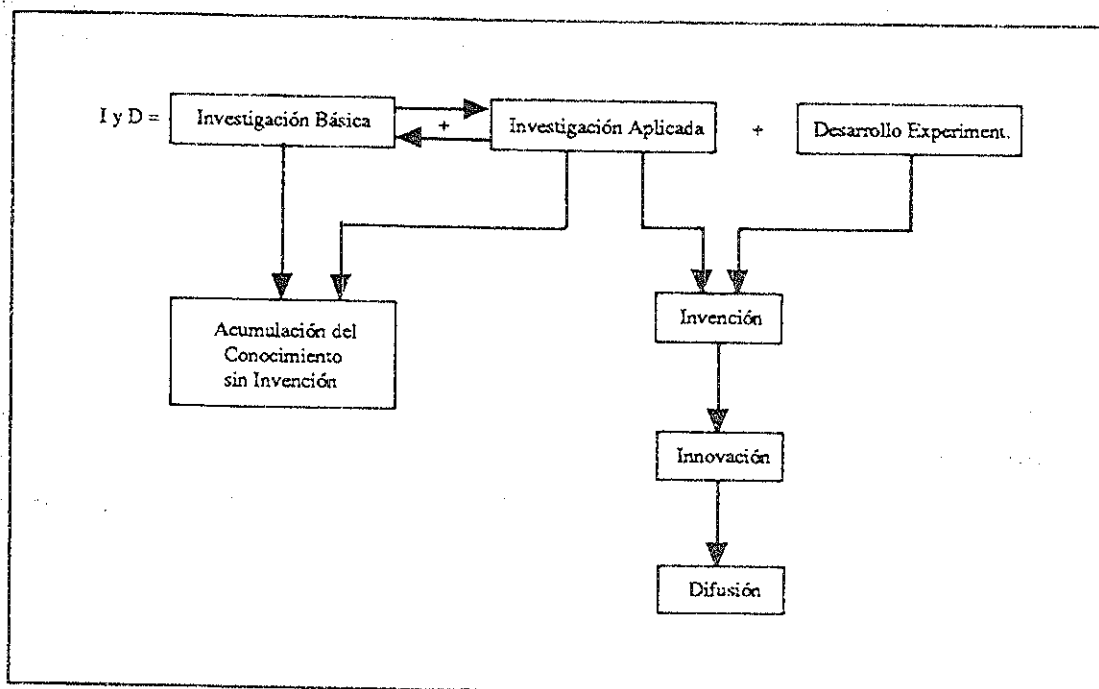 I y D =
Investigación Básica
+
Investigación Aplicada
+
Desarrollo Experiment.
Acumulación del
Conocimiento
sin Invención
Invención
Innovación
Difusión